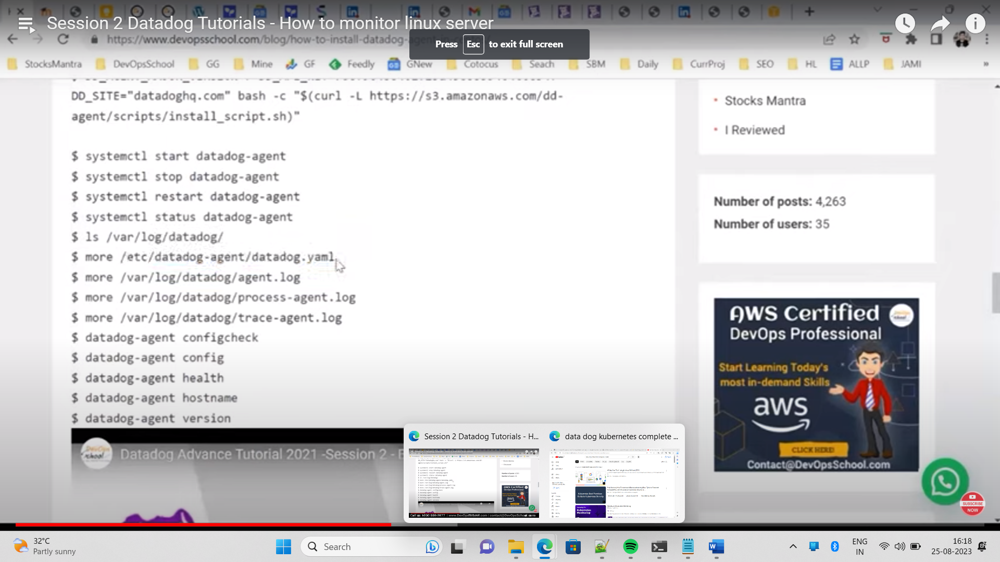 Session 2 Datadog Tutorials - How to monitor linux server
https://www.devopsschool.com/blog/how-to-install-datadog-agent-in-
Press Esc to exit full screen
StocksMantra DevOpsSchool GG Mine GF Feedly GNew Cotocus Seach SBM Daily CurrProj SEO HL ALLP JAMI »
DD_SITE="datadoghq.com" bash -c "$(curl -L https://s3.amazonaws.com/dd-
agent/scripts/install_script.sh)"
$ systemctl start datadog-agent
$ systemctl stop datadog-agent
$ systemctl restart datadog-agent
$ systemctl status datadog-agent
$ ls /var/log/datadog/
$ more /etc/datadog-agent/datadog.yaml
$ more /var/log/datadog/agent.log
$ more /var/log/datadog/process-agent.log
$ more /var/log/datadog/trace-agent.log
$ datadog-agent configcheck
$ datadog-agent config
$ datadog-agent health
$ datadog-agent hostname
$ datadog-agent version
Datadog Advance Tutorial 2021 -Session 2 -
Stocks Mantra
I Reviewed
Number of posts: 4,263
Number of users: 35
AWS Certified
DevOps Professional
Start Learning Today's
most in-demand Skills
aws
CLICK HERE!
Contact@DevOpsSchool.com
SUBSCRIBE
NOW
Session 2 Datadog Tutorials - H...
data dog kubernetes complete ...
32°C
Partly sunny
Search
ENG
IN
16:18
25-08-2023